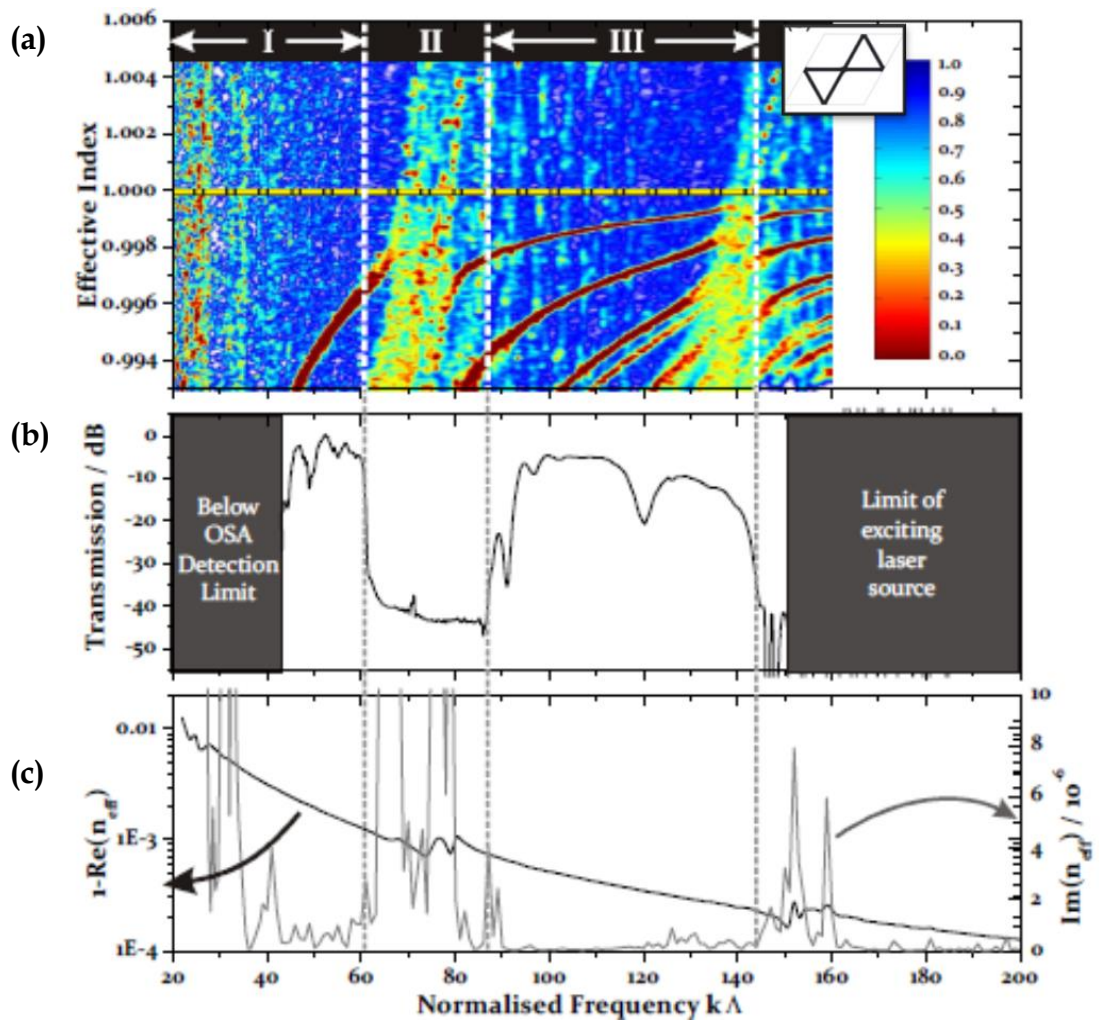 (a)
1.006
1.004
1.002
1.000
0.998
0.996
0.994
Effective Index
I
II
III
1.0
0.9
0.8
0.7
0.6
0.5
0.4
0.3
0.2
0.1
0.0
(b)
0
-10
-20
-30
-40
-50
Transmission / dB
Below
OSA
Detection
Limit
Limit of
exciting
laser
source
(c)
0.01
1E-3
1E-4
1-Re(n_eff)
10
8
6
4
2
0
Im(n_eff) / 10^-6
20 40 60 80 100 120 140 160 180 200
Normalised Frequency k Λ